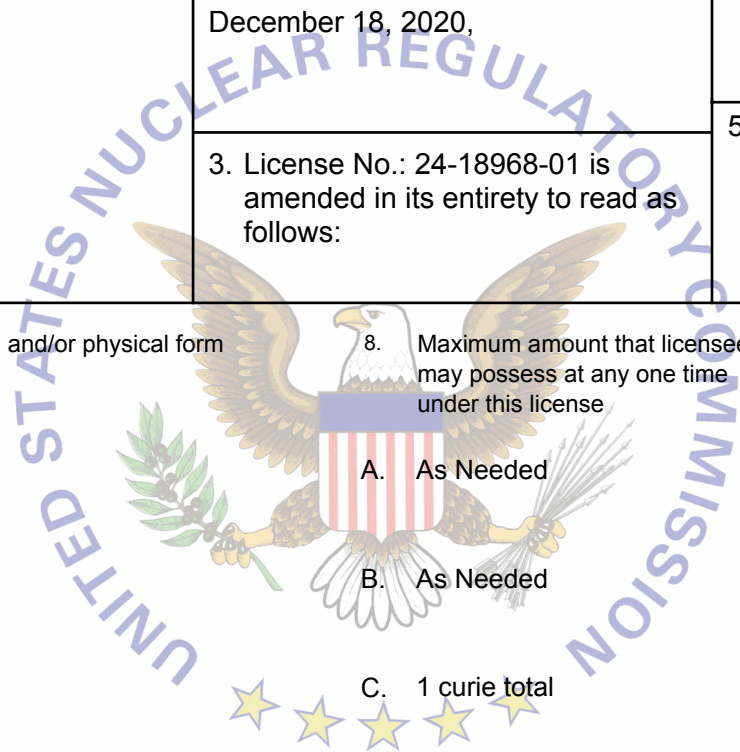 December 18, 2020,
5
3. License No.: 24-18968-01 is
amended in its entirety to read as
follows:
and/or physical form
8. Maximum amount that licensee
may possess at any one time
under this license
A. As Needed
B. As Needed
C. 1 curie total
UNITED STATES NUCLEAR REGULATORY COMMISSION